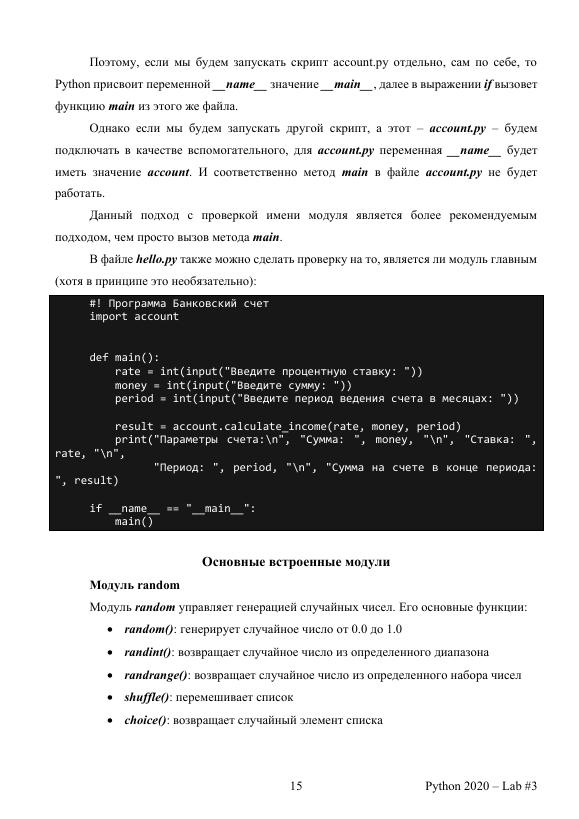 Поэтому, если мы будем запускать скрипт account.py отдельно, сам по себе, то
Python присвоит переменной __name__ значение __main__, далее в выражении if вызовет
функцию main из этого же файла.
Однако если мы будем запускать другой скрипт, а этот – account.py – будем
подключать в качестве вспомогательного, для account.py переменная __name__ будет
иметь значение account. И соответственно метод main в файле account.py не будет
работать.
Данный подход с проверкой имени модуля является более рекомендуемым
подходом, чем просто вызов метода main.
В файле hello.py также можно сделать проверку на то, является ли модуль главным
(хотя в принципе это необязательно):
#! Программа Банковский счет
import account
def main():
rate = int(input("Введите процентную ставку: "))
money = int(input("Введите сумму: "))
period = int(input("Введите период ведения счета в месяцах: "))
result = account.calculate_income(rate, money, period)
print("Параметры счета:\n", "Сумма: ", money, "\n", "Ставка: ",
rate, "\n",
"Период: ", period, "\n", "Сумма на счете в конце периода:
", result)
if __name__ == "__main__":
main()
Основные встроенные модули
Модуль random
Модуль random управляет генерацией случайных чисел. Его основные функции:
• random(): генерирует случайное число от 0.0 до 1.0
• randint(): возвращает случайное число из определенного диапазона
• randrange(): возвращает случайное число из определенного набора чисел
• shuffle(): перемешивает список
• choice(): возвращает случайный элемент списка
15 Python 2020 – Lab #3